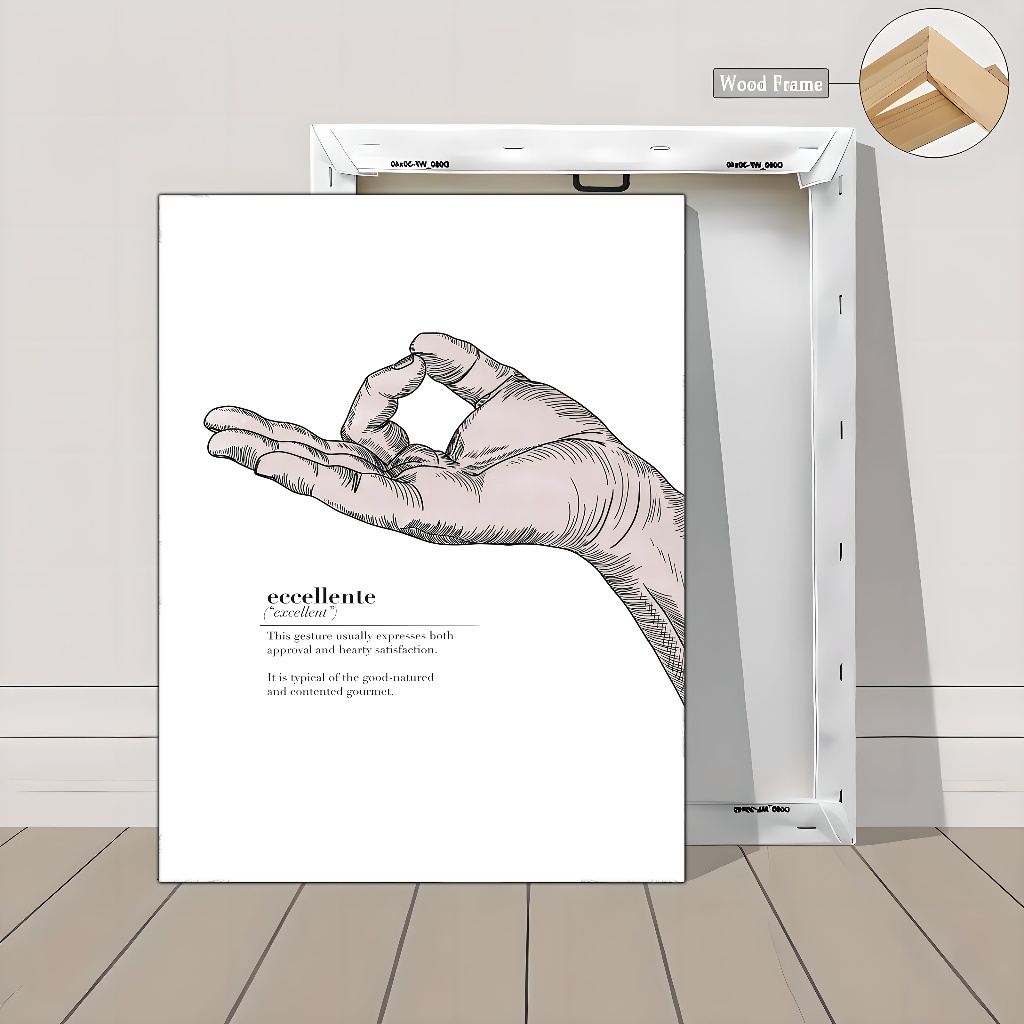 Wood Frame
eccellente
("excellent")
This gesture usually expresses both
approval and hearty satisfaction.
It is typical of the good-natured
and contented gourmet.